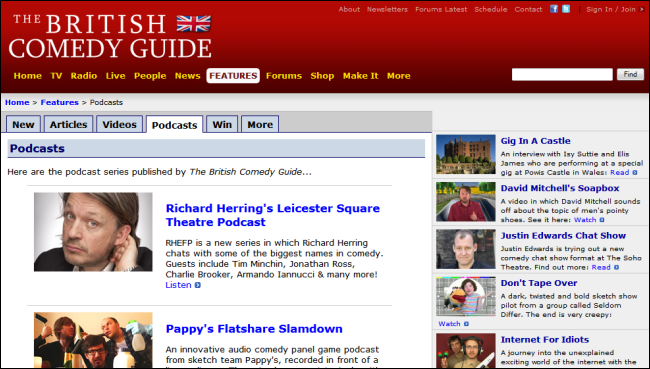 About Newsletters Forums Latest Schedule Contact | Sign In / Join >
THE BRITISH
COMEDY GUIDE
Home TV Radio Live People News FEATURES Forums Shop Make It More
Find
Home > Features > Podcasts
New Articles Videos Podcasts Win More
Podcasts
Here are the podcast series published by The British Comedy Guide...
Richard Herring's Leicester Square
Theatre Podcast
RHEFP is a new series in which Richard Herring
chats with some of the biggest names in comedy.
Guests include Tim Minchin, Jonathan Ross,
Charlie Brooker, Armando Iannucci & many more!
Listen
Pappy's Flatshare Slamdown
An innovative audio comedy panel game podcast
from sketch team Pappy's, recorded in front of a
Gig In A Castle
An interview with Isy Suttie and Elis
James who are performing at a special
gig at Powis Castle in Wales: Read
David Mitchell's Soapbox
A video in which David Mitchell sounds
off about the topic of men's pointy
shoes. See it here: Watch
Justin Edwards Chat Show
Justin Edwards is trying out a new
comedy chat show format at The Soho
Theatre. Find out more: Read
Don't Tape Over
A dark, twisted and bold sketch show
pilot from a group called Seldom
Differ. The end is very creepy:
Watch
Internet For Idiots
A journey into the unexplained
exciting world of the internet with the